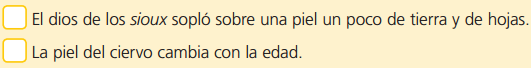 El dios de los sioux sopló sobre una piel un poco de tierra y de hojas.
La piel del ciervo cambia con la edad.